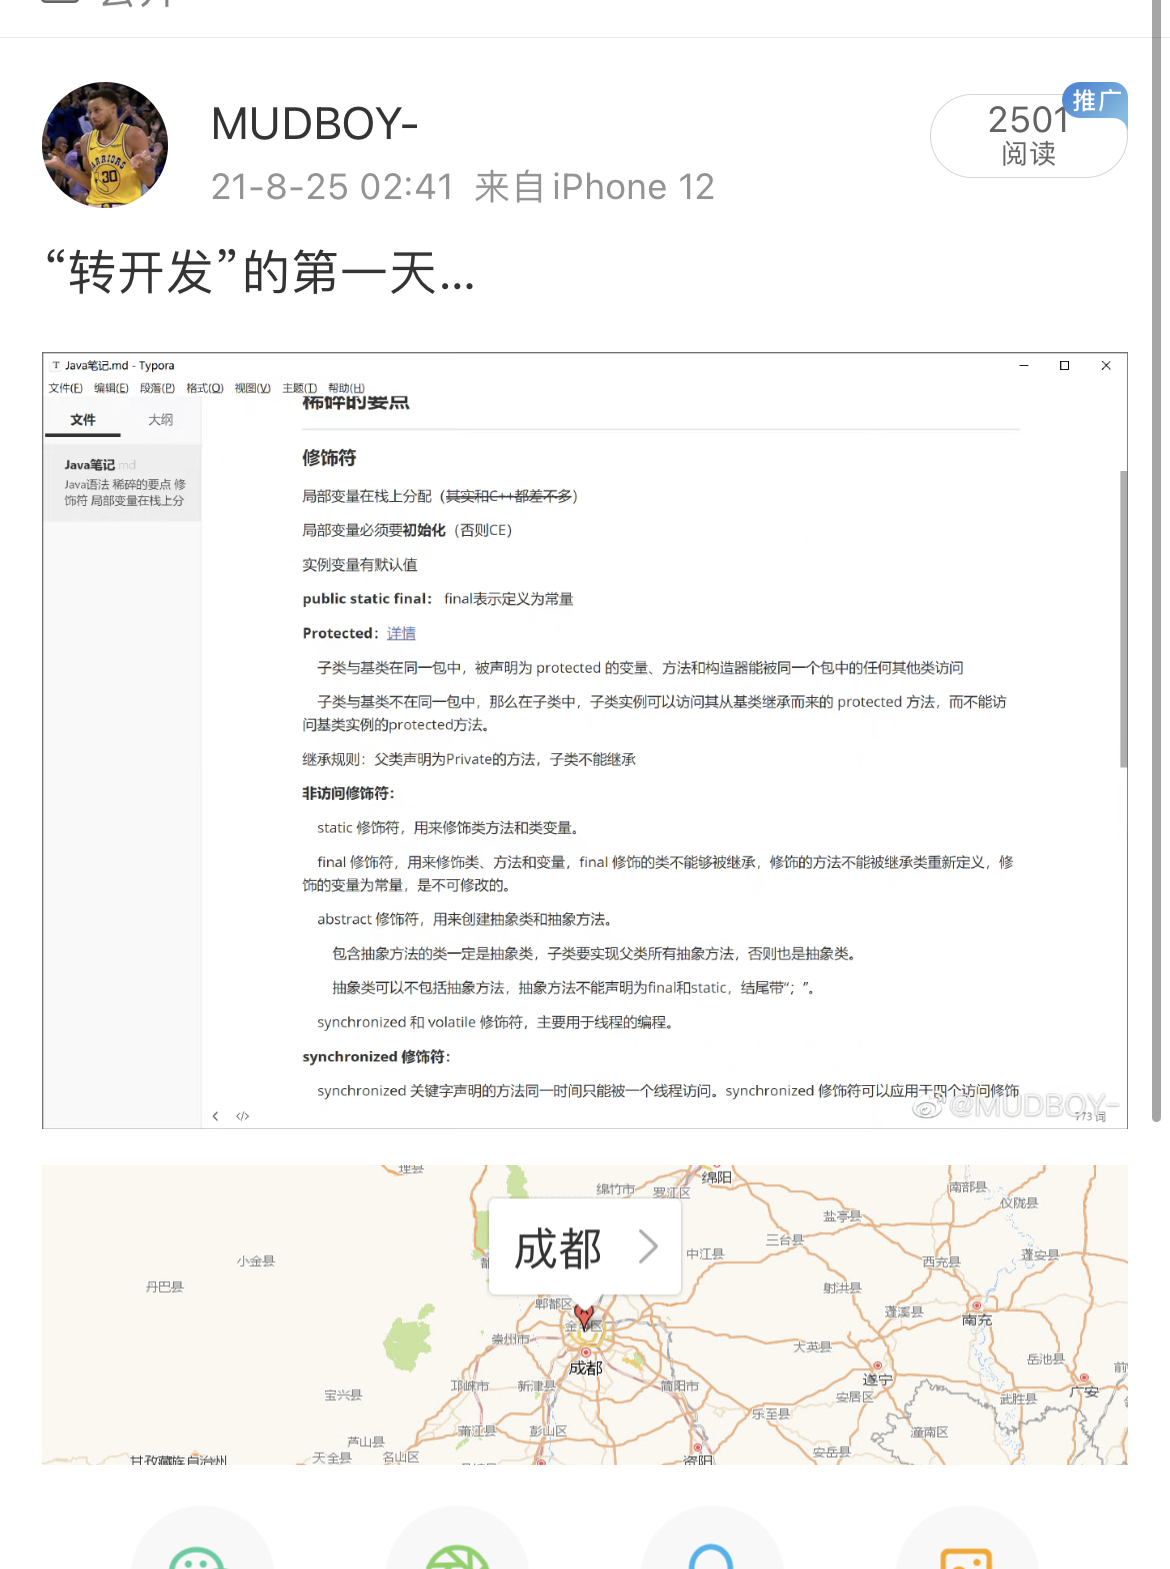 MUDBOY-
21-8-25 02:41 来自 iPhone 12
2501
推广
阅读
“转开发”的第一天...
T Java笔记.md - Typora
文件(F) 编辑(E) 段落(P) 格式(O) 视图(V) 主题(T) 帮助(H)
文件 大纲
Java笔记.md
Java语法 稀碎的要点 修
饰符 局部变量在栈上分
稀碎的要点
修饰符
局部变量在栈上分配（其实和C++都差不多）
局部变量必须要初始化（否则CE）
实例变量有默认值
public static final： final表示定义为常量
Protected：详情
子类与基类在同一包中，被声明为 protected 的变量、方法和构造器能被同一个包中的任何其他类访问
子类与基类不在同一包中，那么在子类中，子类实例可以访问其从基类继承而来的 protected 方法，而不能访
问基类实例的protected方法。
继承规则：父类声明为Private的方法，子类不能继承
非访问修饰符：
static 修饰符，用来修饰类方法和类变量。
final 修饰符，用来修饰类、方法和变量，final 修饰的类不能够被继承，修饰的方法不能被继承类重新定义，修
饰的变量为常量，是不可修改的。
abstract 修饰符，用来创建抽象类和抽象方法。
包含抽象方法的类一定是抽象类，子类要实现父类所有抽象方法，否则也是抽象类。
抽象类可以不包括抽象方法，抽象方法不能声明为final和static，结尾带“；”。
synchronized 和 volatile 修饰符，主要用于线程的编程。
synchronized 修饰符：
synchronized 关键字声明的方法同一时间只能被一个线程访问。synchronized 修饰符可以应用于四个访问修饰
@MUDBOY-
773 词
理县
绵阳
绵竹市
罗江区
南部县
仪陇县
盐亭县
成都
三台县
中江县
小金县
西充县
蓬安县
丹巴县
射洪县
郫都区
蓬溪县
南充
崇州市
大英县
成都
岳池县
邛崃市
新津县
简阳市
遂宁
安居区
广安
宝兴县
武胜县
乐至县
蒲江县
彭山区
潼南区
芦山县
安岳县
天全县
名山区
资阳
甘孜藏族自治州